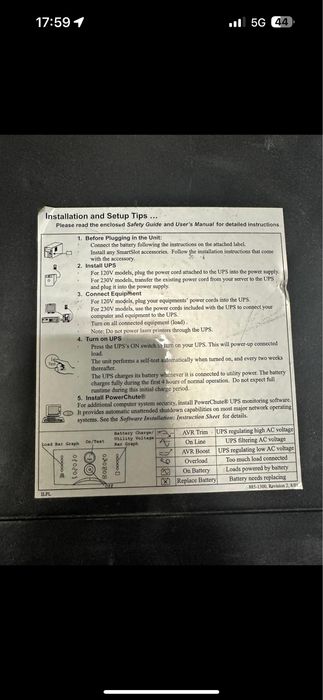 17:59
5G 44
Installation and Setup Tips ...
Please read the enclosed Safety Guide and User's Manual for detailed instructions
1. Before Plugging in the Unit:
Connect the battery following the instructions on the attached label.
Install any SmartSlot accessories. Follow the installation instructions that come
with the accessory.
2. Install UPS
For 120V models, plug the power cord attached to the UPS into the power supply.
For 230V models, transfer the existing power cord from your server to the UPS
and plug it into the power supply.
3. Connect Equipment
For 120V models, plug your equipments' power cords into the UPS.
For 230V models, use the power cords included with the UPS to connect your
computer and equipment to the UPS.
Turn on all connected equipment (load).
Note: Do not power laser printers through the UPS.
4. Turn on UPS
Press the UPS's ON switch to turn on your UPS. This will power-up connected
load.
The unit performs a self-test automatically when turned on, and every two weeks
thereafter.
The UPS charges its battery whenever it is connected to utility power. The battery
charges fully during the first 4 hours of normal operation. Do not expect full
runtime during this initial charge period.
5. Install PowerChute®
For additional computer system security, install PowerChute® UPS monitoring software.
It provides automatic unattended shutdown capabilities on most major network operating
systems. See the Software Installation Instruction Sheet for details.
Load Bar Graph
On/Test
Battery Charge/
Utility Voltage
Bar Graph
Off
AVR Trim UPS regulating high AC voltage
On Line UPS filtering AC voltage
AVR Boost UPS regulating low AC voltage
Overload Too much load connected
On Battery Loads powered by battery
Replace Battery Battery needs replacing
885-1300, Revision 2,